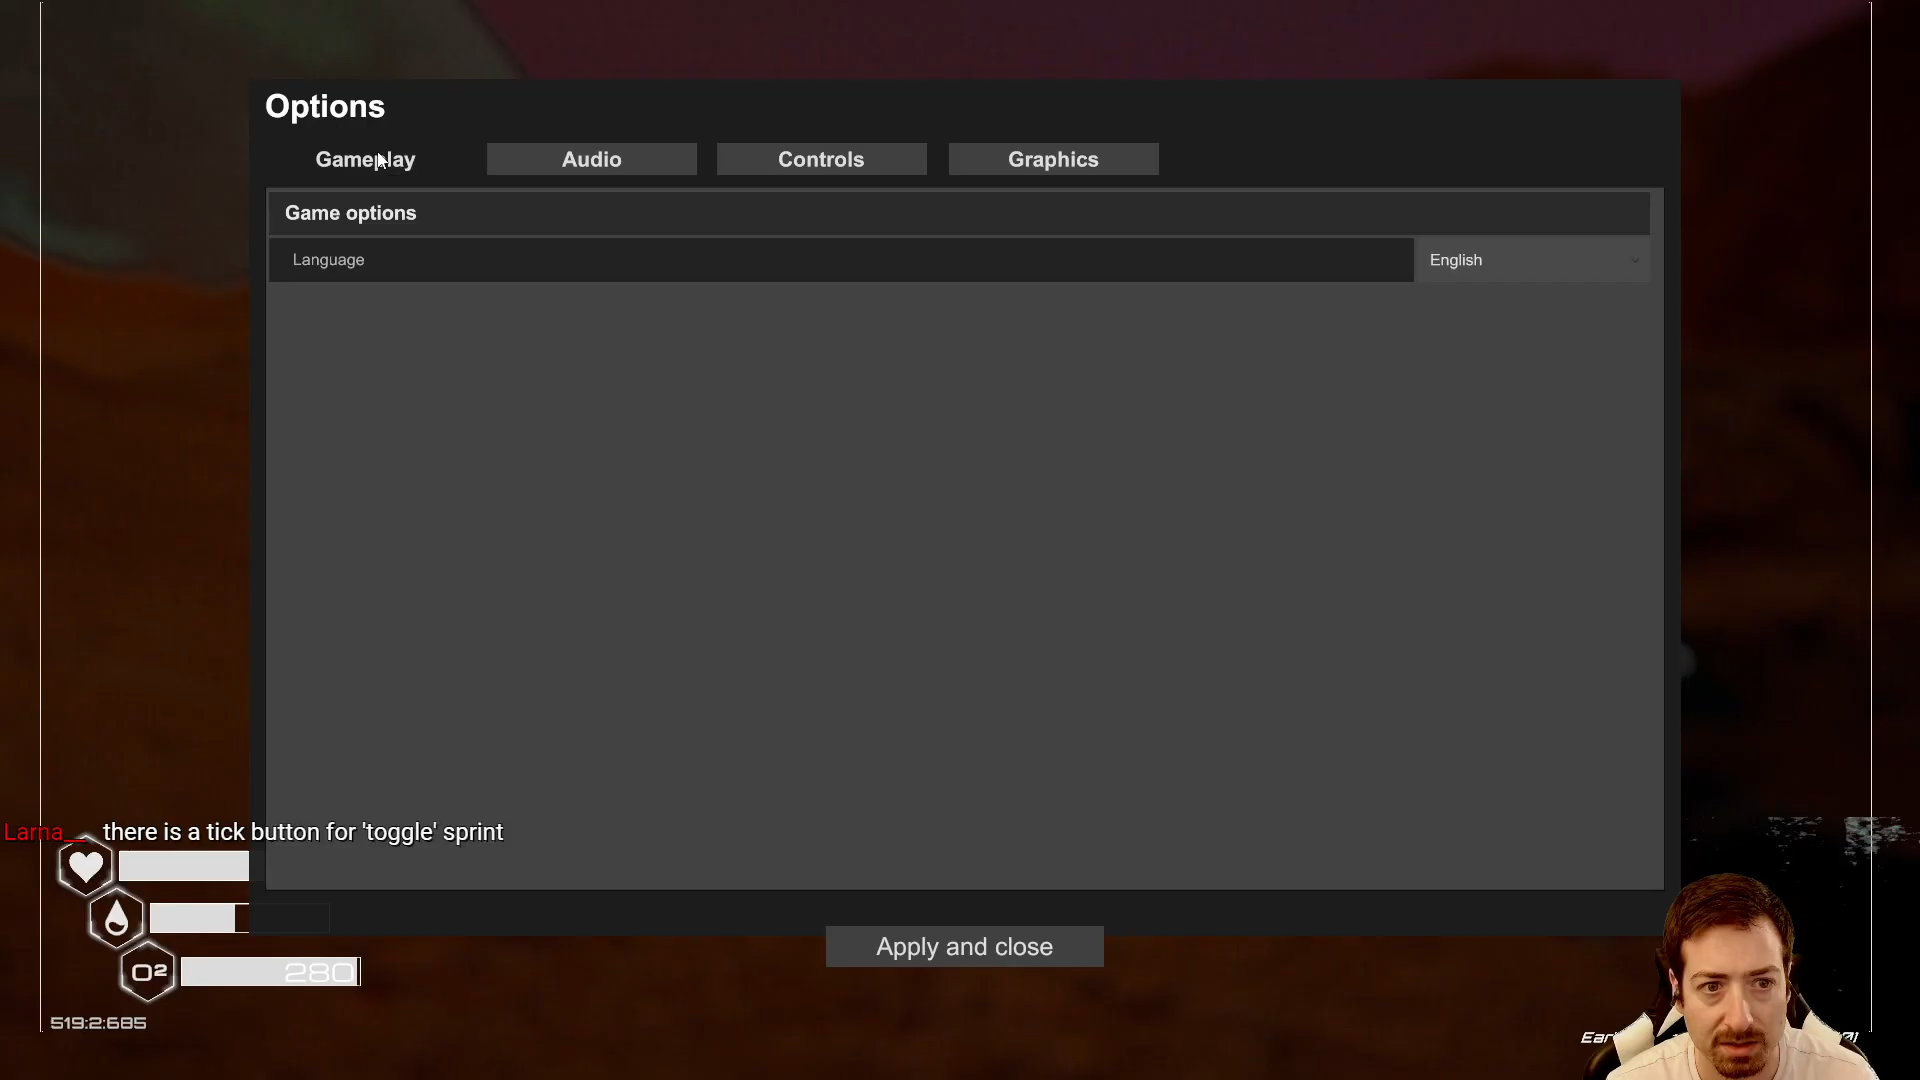 Options
Gameplay
Audio
Controls
Graphics
Game options
Language
English
Larna__ there is a tick button for 'toggle' sprint
O²
280
Apply and close
519:2:685